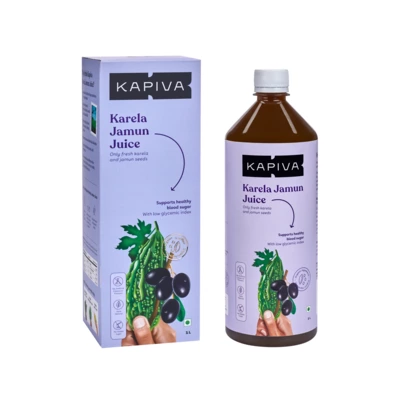 KAPIVA
Karela
Jamun
Juice
Only fresh karela
and jamun seeds
Supports healthy
blood sugar
With low glycemic index
2L
KAPIVA
Karela Jamun
Juice
Only fresh karela
and jamun seeds
Supports healthy
blood sugar
With low glycemic index